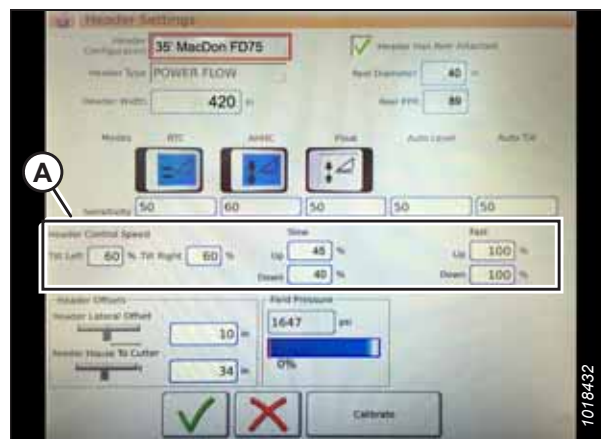 Header Settings
Header Configuration 35' MacDon FD75 Header Has Reel Attached
Header Type POWER FLOW Reel Diameter 40 in
Header Width 420 in Reel PPR 89
Modes RTC AHHC Float Auto Level Auto Tilt
A
Sensitivity 50 60 50 50 50
Header Control Speed Slow Fast
Tilt Left 60 % Tilt Right 60 % Up 45 % Up 100 %
Down 40 % Down 100 %
Header Offsets Field Pressure
Header Lateral Offset 1647 psi
10 in
Feeder House To Cutter 0%
34 in
Calibrate
1018432